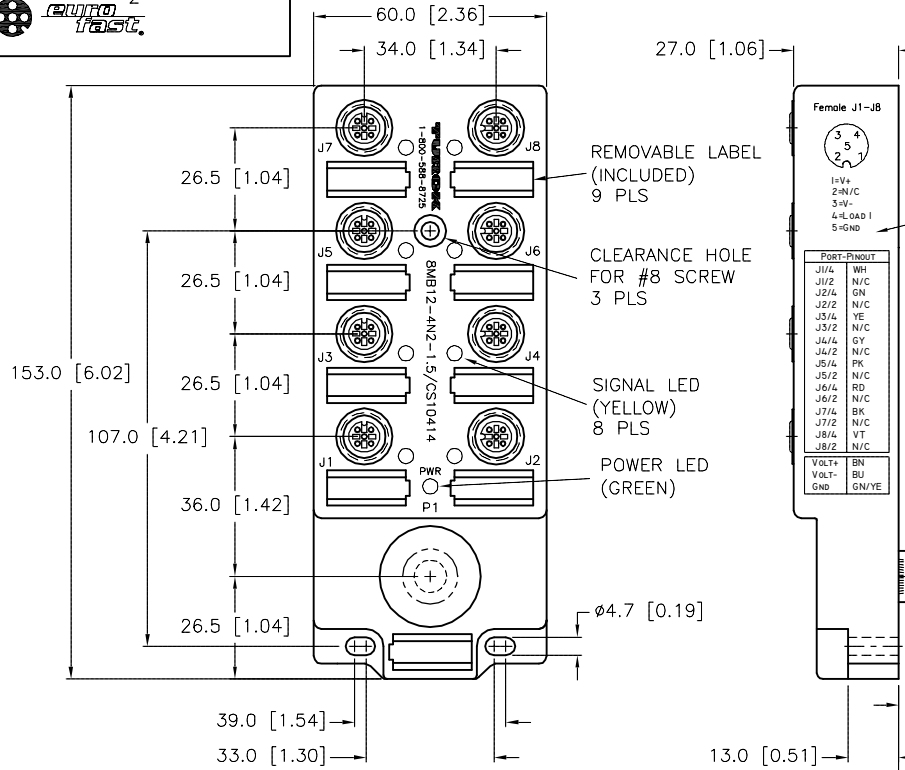 2
euro
fast.
60.0 [2.36]
34.0 [1.34]
27.0 [1.06]
J7
J8
TURCK
1-800-588-8725
REMOVABLE LABEL
(INCLUDED)
9 PLS
26.5 [1.04]
J5
J6
CLEARANCE HOLE
FOR #8 SCREW
3 PLS
26.5 [1.04]
8MB12-4N2-1.5/CS10414
J3
J4
153.0 [6.02]
26.5 [1.04]
107.0 [4.21]
SIGNAL LED
(YELLOW)
8 PLS
J1
J2
PWR
P1
POWER LED
(GREEN)
36.0 [1.42]
26.5 [1.04]
ø4.7 [0.19]
39.0 [1.54]
33.0 [1.30]
13.0 [0.51]
Female J1-J8
3 4
5
2 1
1=V+
2=N/C
3=V-
4=LOAD 1
5=GND
PORT-PINOUT
J1/4 WH
J1/2 N/C
J2/4 GN
J2/2 N/C
J3/4 YE
J3/2 N/C
J4/4 GY
J4/2 N/C
J5/4 PK
J5/2 N/C
J6/4 RD
J6/2 N/C
J7/4 BK
J7/2 N/C
J8/4 VT
J8/2 N/C
VOLT+ BN
VOLT- BU
GND GN/YE